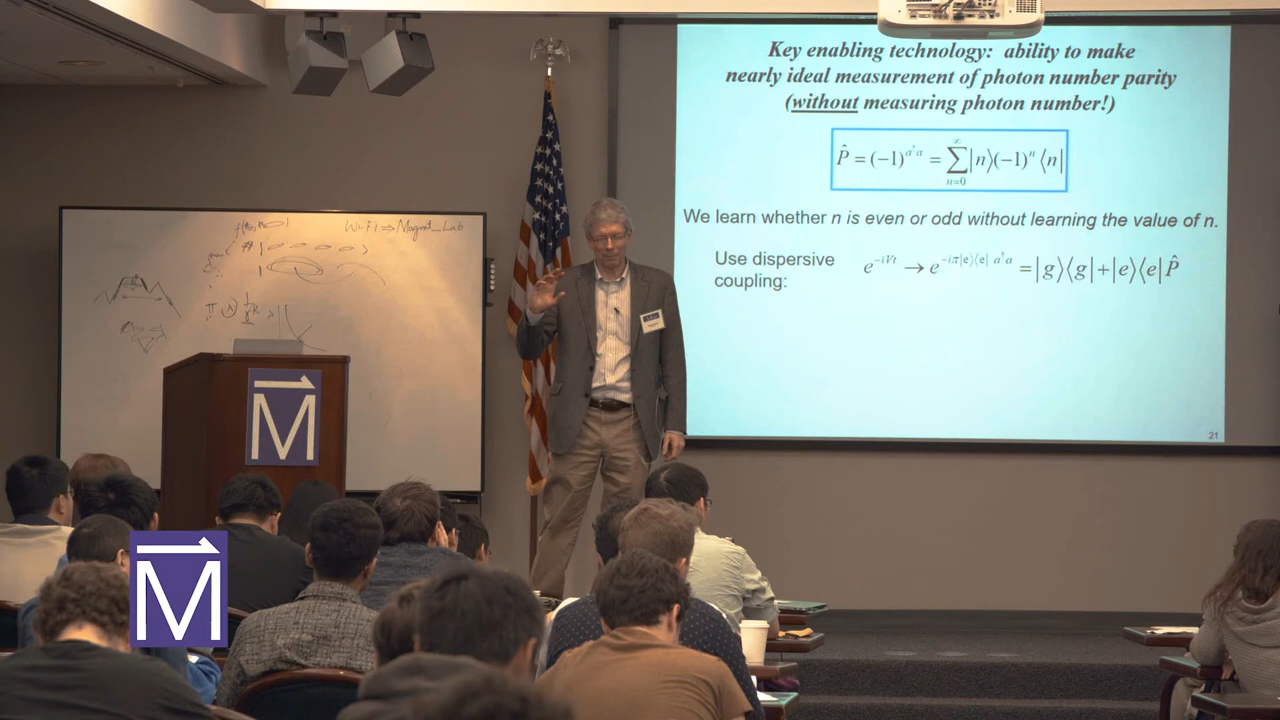 Key enabling technology: ability to make
nearly ideal measurement of photon number parity
(without measuring photon number!)
P̂ = (−1)^{a†a} = ∑_{n=0}^{∞} |n⟩(−1)^n ⟨n|
We learn whether n is even or odd without learning the value of n.
Use dispersive
coupling:
e^{−iVt} → e^{−iπ|e⟩⟨e| a†a} = |g⟩⟨g| + |e⟩⟨e| P̂
21
WiFi ⇒ Magmt_Lab
M
M